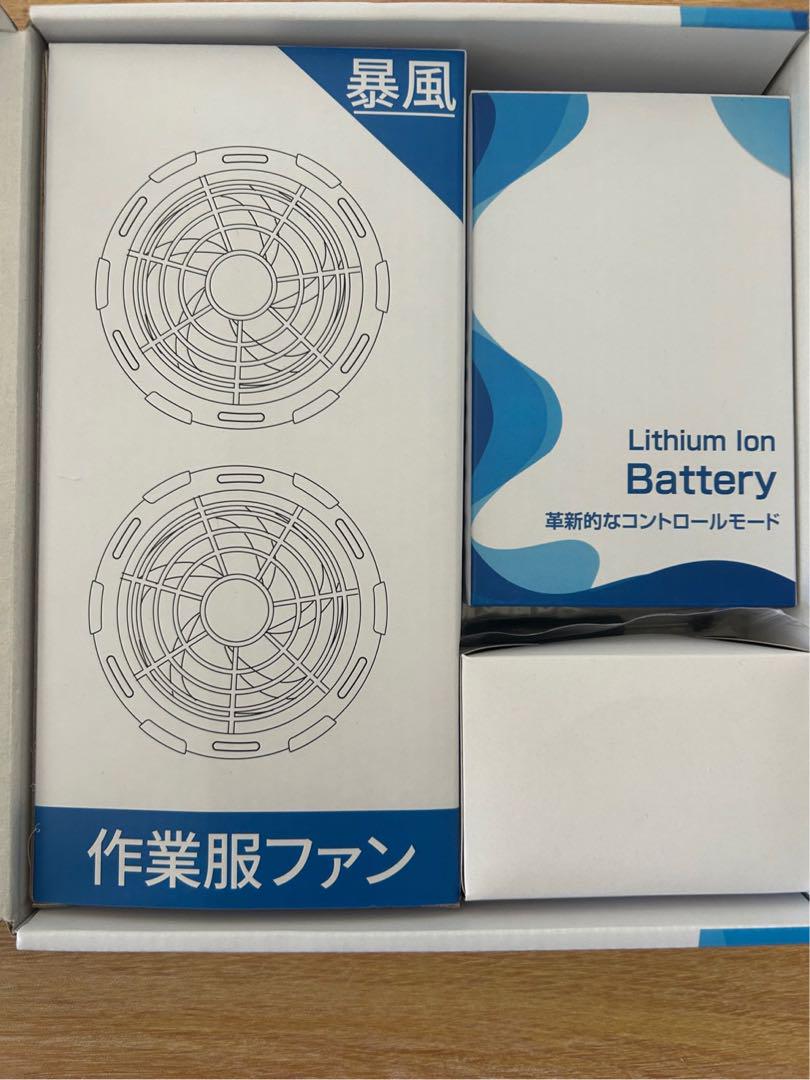 暴風
作業服ファン
Lithium Ion
Battery
革新的なコントロールモード